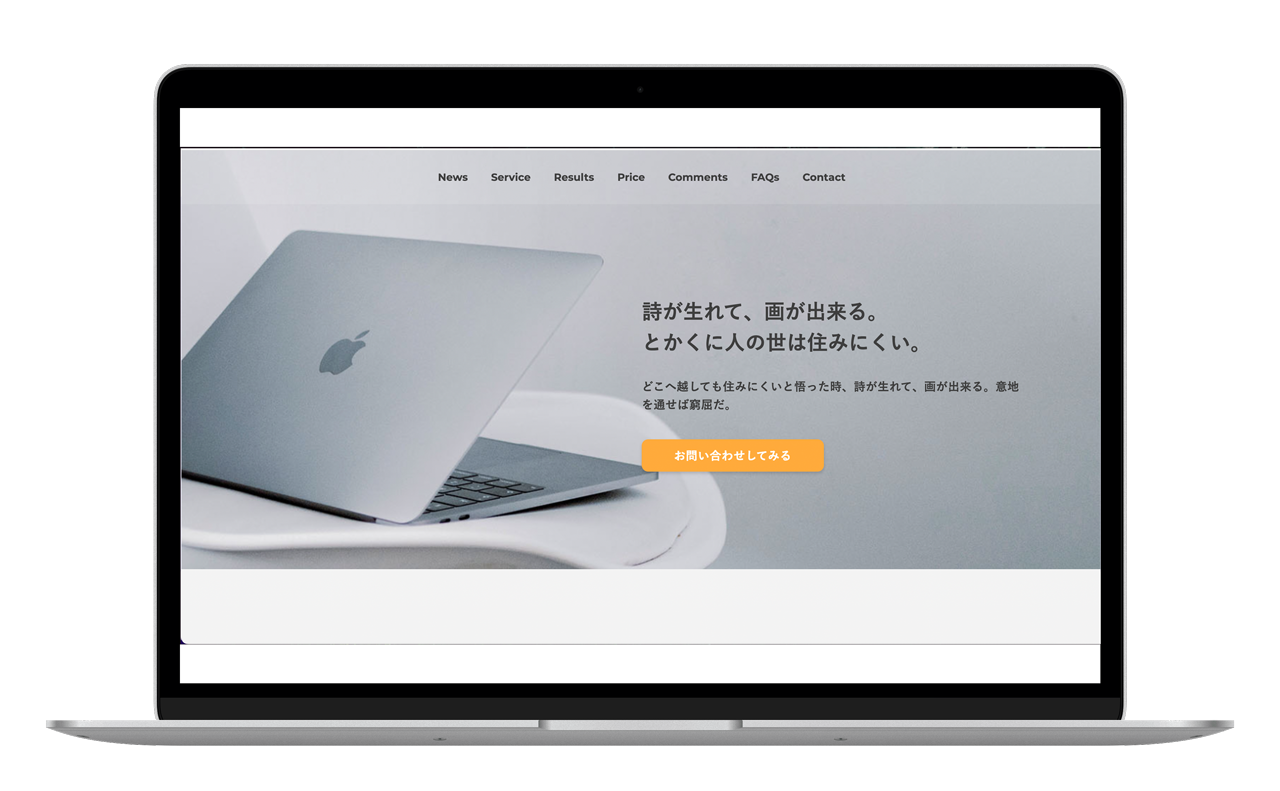 News Service Results Price Comments FAQs Contact
詩が生れて、画が出来る。
とかくに人の世は住みにくい。
どこへ越しても住みにくいと悟った時、詩が生れて、画が出来る。意地
を通せば窮屈だ。
お問い合わせしてみる